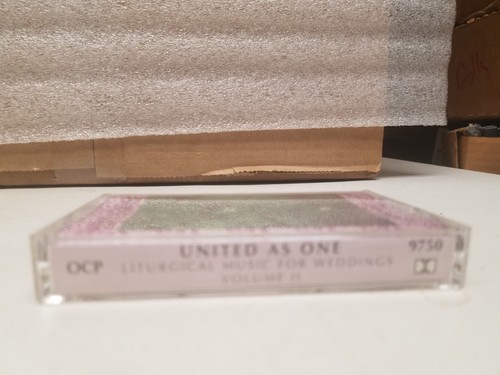 UNITED AS ONE
OCP LITURGICAL MUSIC FOR WEDDINGS
VOLUME II
9750